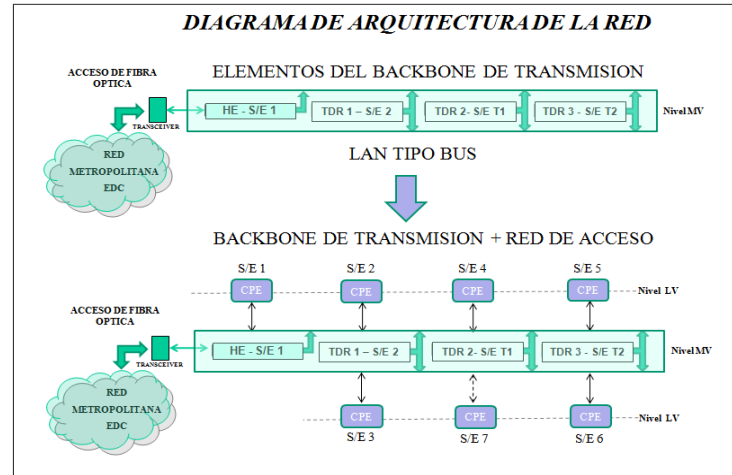 DIAGRAMA DE ARQUITECTURA DE LA RED
ACCESO DE FIBRA
OPTICA
ELEMENTOS DEL BACKBONE DE TRANSMISION
HE - S/E 1
TDR 1 – S/E 2
TDR 2- S/E T1
TDR 3 - S/E T2
Nivel MV
TRANSCEIVER
RED
METROPOLITANA
EDC
LAN TIPO BUS
BACKBONE DE TRANSMISION + RED DE ACCESO
S/E 1
S/E 2
S/E 4
S/E 5
CPE
CPE
CPE
CPE
Nivel LV
ACCESO DE FIBRA
OPTICA
HE - S/E 1
TDR 1 – S/E 2
TDR 2- S/E T1
TDR 3 - S/E T2
Nivel MV
TRANSCEIVER
RED
METROPOLITANA
EDC
CPE
CPE
CPE
Nivel LV
S/E 3
S/E 7
S/E 6